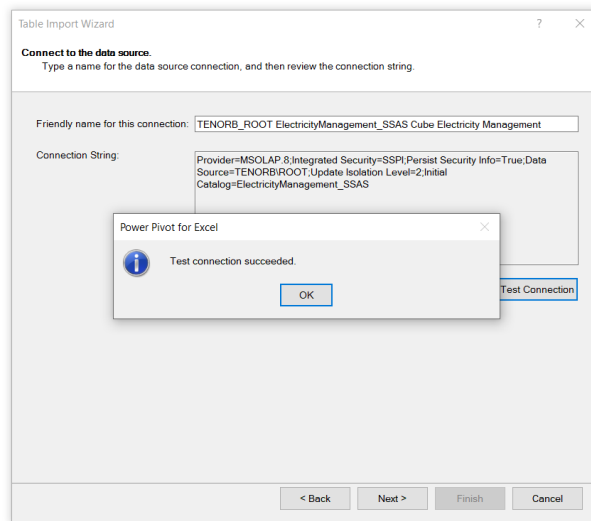 Table Import Wizard
?
Connect to the data source.
Type a name for the data source connection, and then review the connection string.
Friendly name for this connection:
TENORB_ROOT ElectricityManagement_SSAS Cube Electricity Management
Connection String:
Provider=MSOLAP.8;Integrated Security=SSPI;Persist Security Info=True;Data
Source=TENORB\ROOT;Update Isolation Level=2;Initial
Catalog=ElectricityManagement_SSAS
Power Pivot for Excel
Test connection succeeded.
OK
Test Connection
< Back
Next >
Finish
Cancel